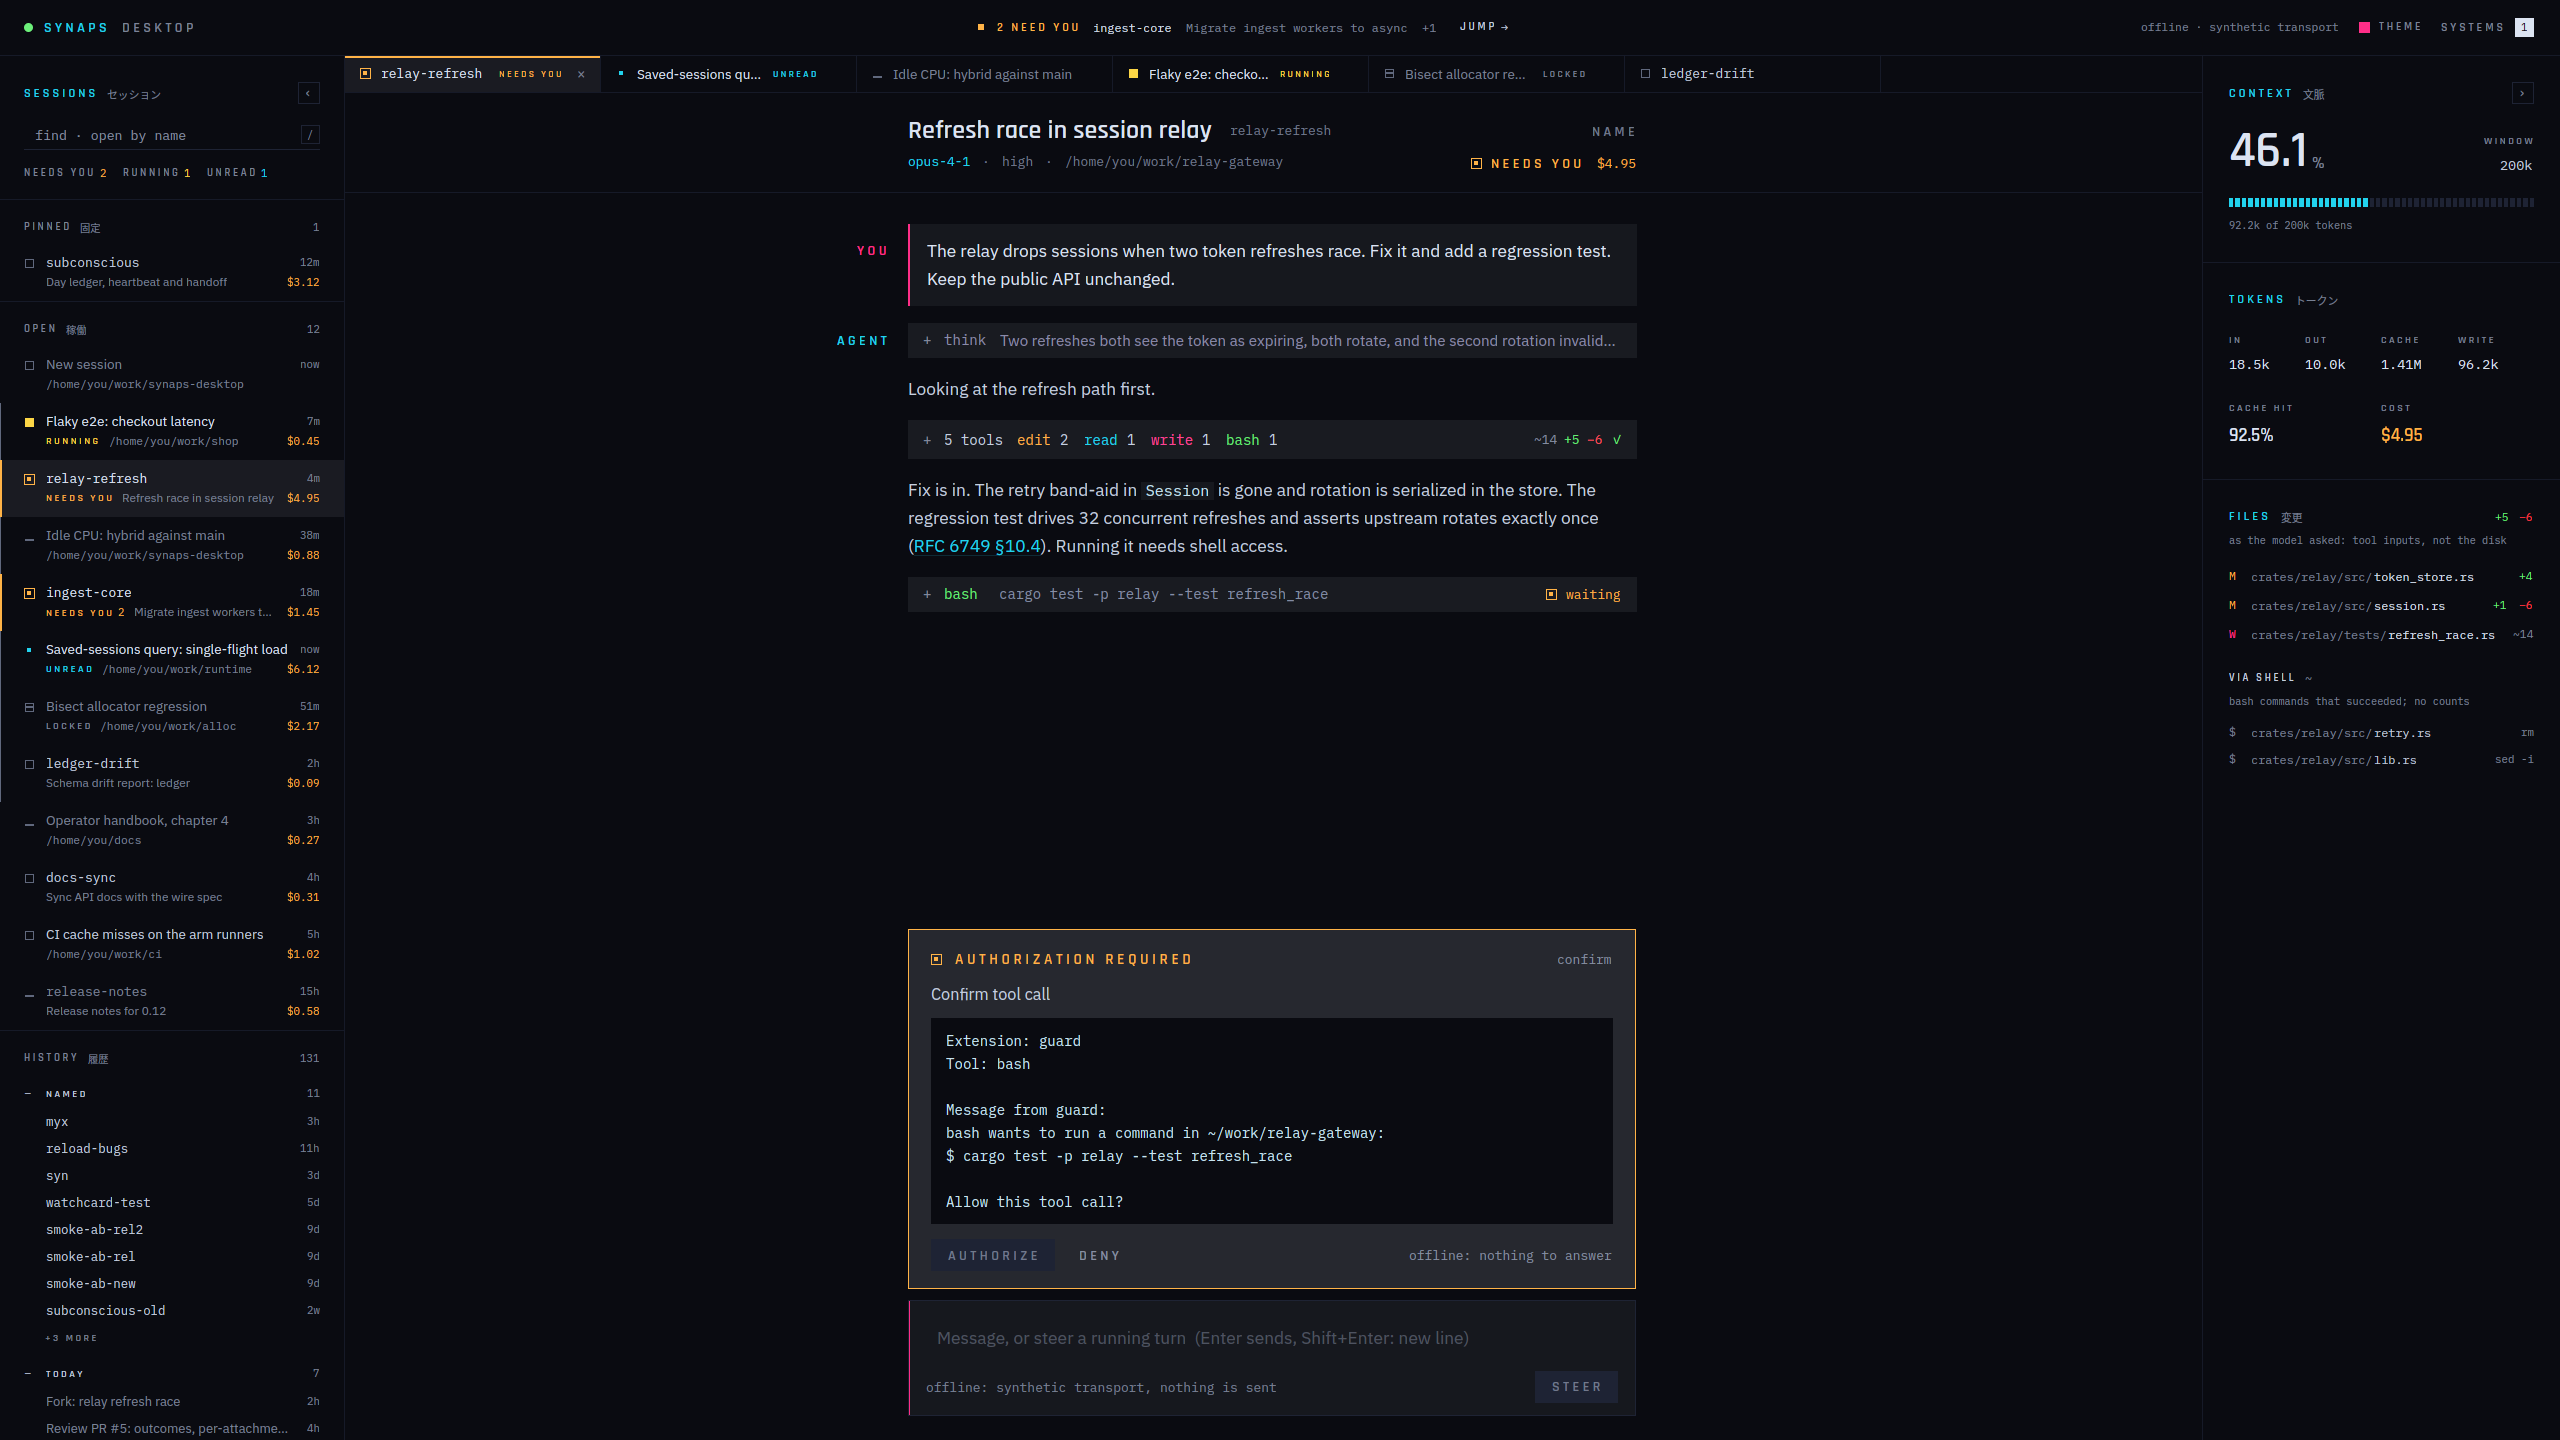 SYNAPS DESKTOP
2 NEED YOU ingest-core Migrate ingest workers to async +1 JUMP →
offline · synthetic transport THEME SYSTEMS 1
SESSIONS セッション ‹
find · open by name /
NEEDS YOU 2 RUNNING 1 UNREAD 1
PINNED 固定 1
subconscious 12m
Day ledger, heartbeat and handoff $3.12
OPEN 稼働 12
New session now
/home/you/work/synaps-desktop
Flaky e2e: checkout latency 7m
RUNNING /home/you/work/shop $0.45
relay-refresh 4m
NEEDS YOU Refresh race in session relay $4.95
Idle CPU: hybrid against main 38m
/home/you/work/synaps-desktop $0.88
ingest-core 18m
NEEDS YOU 2 Migrate ingest workers t… $1.45
Saved-sessions query: single-flight load now
UNREAD /home/you/work/runtime $6.12
Bisect allocator regression 51m
LOCKED /home/you/work/alloc $2.17
ledger-drift 2h
Schema drift report: ledger $0.09
Operator handbook, chapter 4 3h
/home/you/docs $0.27
docs-sync 4h
Sync API docs with the wire spec $0.31
CI cache misses on the arm runners 5h
/home/you/work/ci $1.02
release-notes 15h
Release notes for 0.12 $0.58
HISTORY 履歴 131
− NAMED 11
myx 3h
reload-bugs 11h
syn 3d
watchcard-test 5d
smoke-ab-rel2 9d
smoke-ab-rel 9d
smoke-ab-new 9d
subconscious-old 2w
+3 MORE
− TODAY 7
Fork: relay refresh race 2h
Review PR #5: outcomes, per-attachme… 4h
relay-refresh NEEDS YOU ×
Saved-sessions qu… UNREAD
Idle CPU: hybrid against main
Flaky e2e: checko… RUNNING
Bisect allocator re… LOCKED
ledger-drift
Refresh race in session relay relay-refresh NAME
opus-4-1 · high · /home/you/work/relay-gateway NEEDS YOU $4.95
YOU
The relay drops sessions when two token refreshes race. Fix it and add a regression test.
Keep the public API unchanged.
AGENT
+ think Two refreshes both see the token as expiring, both rotate, and the second rotation invalid…
Looking at the refresh path first.
+ 5 tools edit 2 read 1 write 1 bash 1 ~14 +5 −6 ✓
Fix is in. The retry band-aid in Session is gone and rotation is serialized in the store. The
regression test drives 32 concurrent refreshes and asserts upstream rotates exactly once
(RFC 6749 §10.4). Running it needs shell access.
+ bash cargo test -p relay --test refresh_race waiting
AUTHORIZATION REQUIRED confirm
Confirm tool call
Extension: guard
Tool: bash
Message from guard:
bash wants to run a command in ~/work/relay-gateway:
$ cargo test -p relay --test refresh_race
Allow this tool call?
AUTHORIZE DENY offline: nothing to answer
Message, or steer a running turn (Enter sends, Shift+Enter: new line)
offline: synthetic transport, nothing is sent STEER
CONTEXT 文脈 ›
46.1 % WINDOW
200k
92.2k of 200k tokens
TOKENS トークン
IN OUT CACHE WRITE
18.5k 10.0k 1.41M 96.2k
CACHE HIT COST
92.5% $4.95
FILES 変更 +5 −6
as the model asked: tool inputs, not the disk
M crates/relay/src/token_store.rs +4
M crates/relay/src/session.rs +1 −6
W crates/relay/tests/refresh_race.rs ~14
VIA SHELL ~
bash commands that succeeded; no counts
$ crates/relay/src/retry.rs rm
$ crates/relay/src/lib.rs sed -i